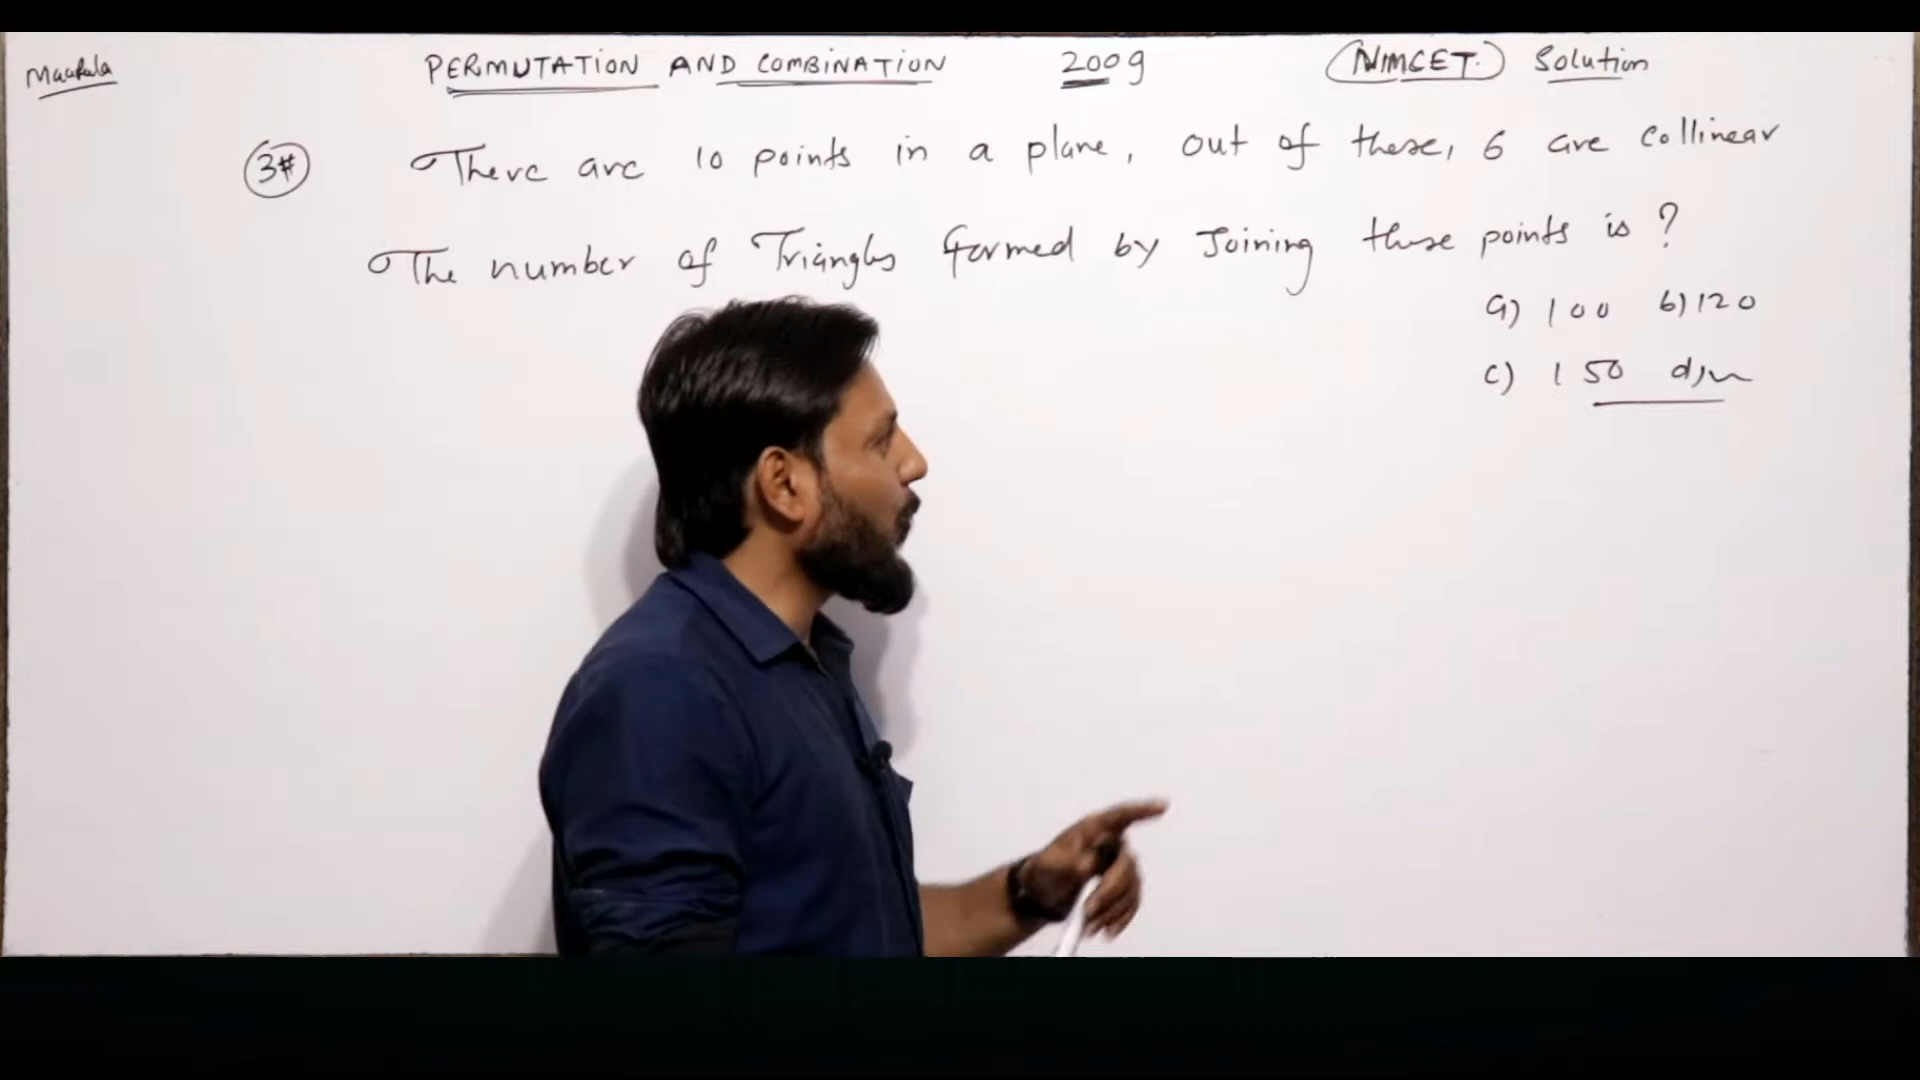 Maarula PERMUTATION AND COMBINATION 2009 NIMCET. Solution
3# There are 10 points in a plane, out of these, 6 are collinear
The number of Triangles formed by Joining these points is ?
a) 100 b) 120
c) 150 d)